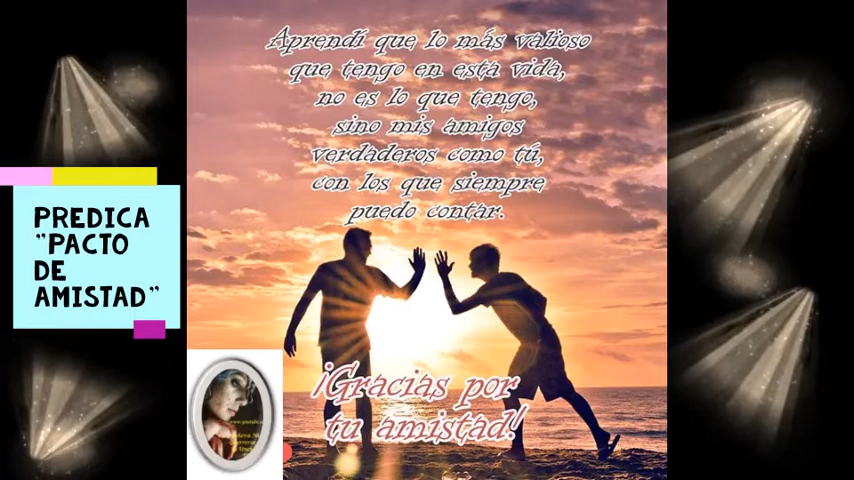 Aprendí que lo más valioso
que tengo en esta vida,
no es lo que tengo,
sino mis amigos
verdaderos como tú,
con los que siempre
puedo contar.
PREDICA
"PACTO
DE
AMISTAD"
¡Gracias por
tu amistad!